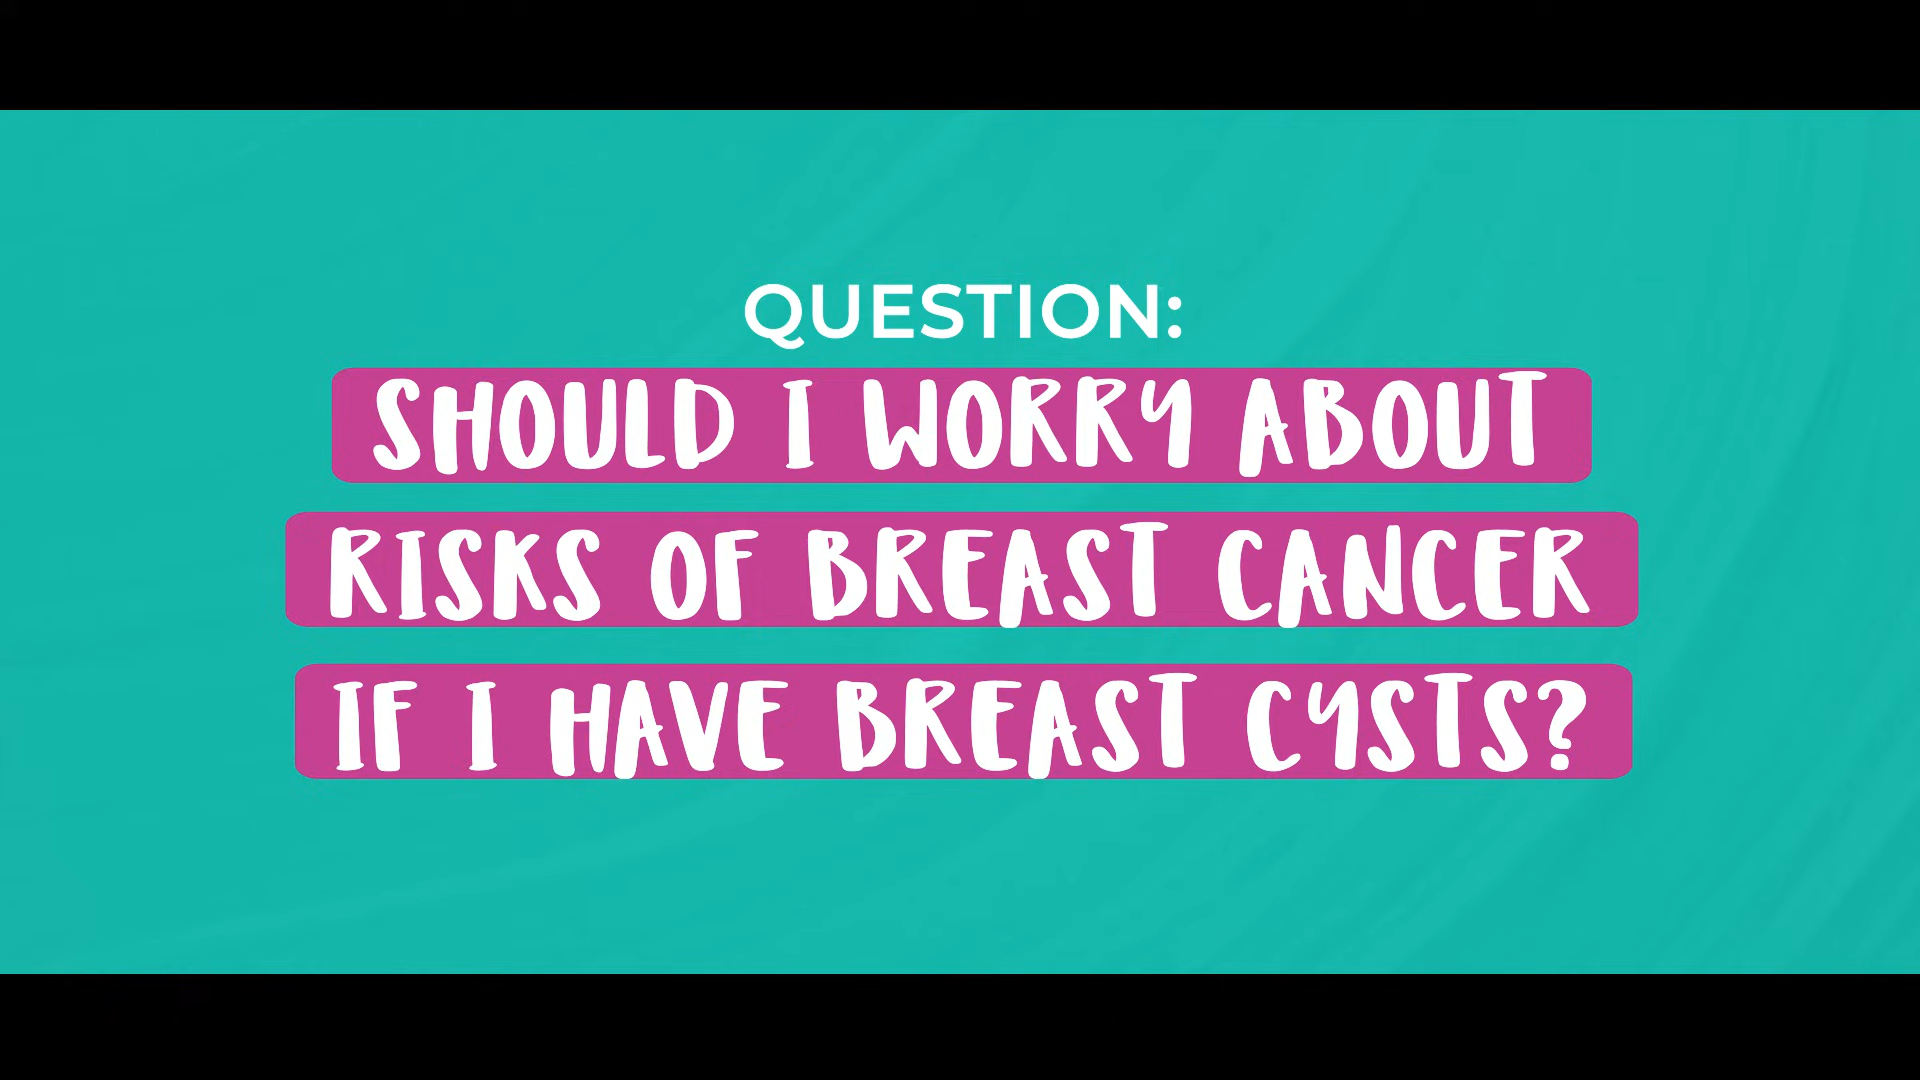 QUESTION:
SHOULD I WORRY ABOUT
RISKS OF BREAST CANCER
IF I HAVE BREAST CYSTS?